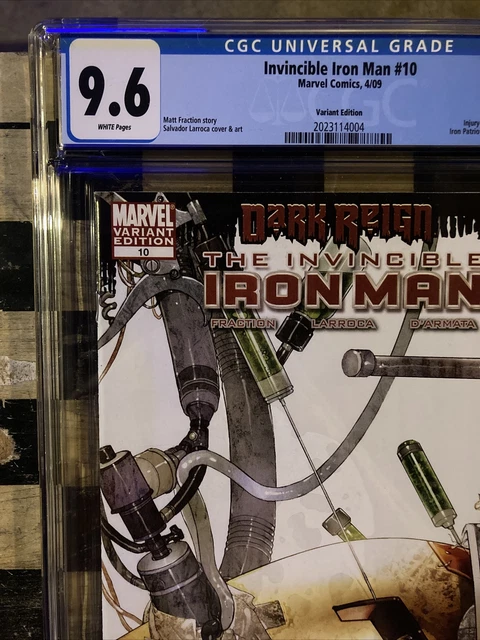 CGC UNIVERSAL GRADE
9.6
WHITE Pages
Invincible Iron Man #10
Marvel Comics, 4/09
Variant Edition
Matt Fraction story
Salvador Larroca cover & art
2023114004
CGC
Injury
Iron Patrio
MARVEL
VARIANT
EDITION
10
DARK REIGN
THE INVINCIBLE
IRON MAN
FRACTION LARROCA D'ARMATA